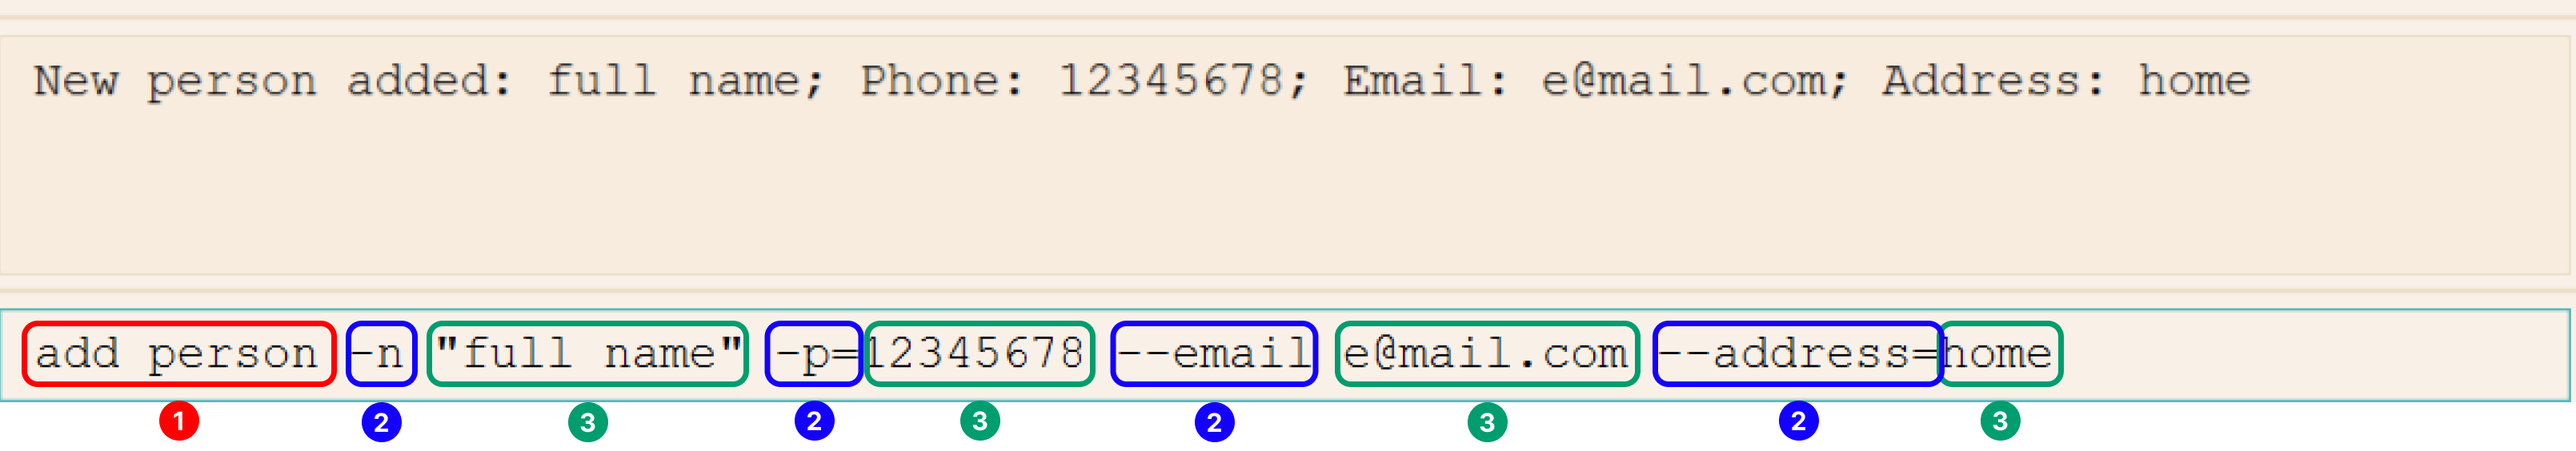 New person added: full name; Phone: 12345678; Email: e@mail.com; Address: home
add person -n "full name" -p=12345678 --email e@mail.com --address=home
1 2 3 2 3 2 3 2 3